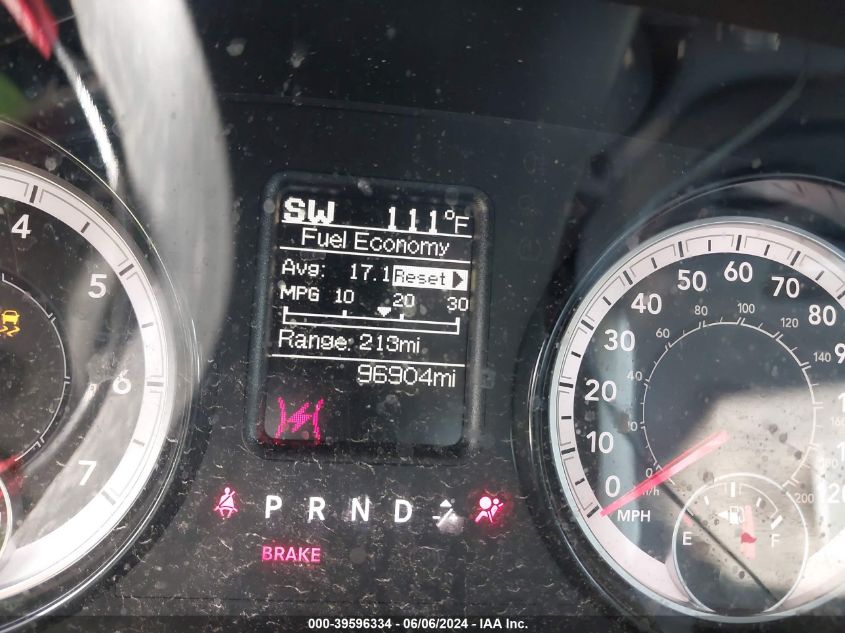 SW 111°F
Fuel Economy
Avg: 17.1 Reset
MPG 10 20 30
Range: 213mi
96904mi
P R N D
BRAKE
4
5
6
7
0 10 20 30 40 50 60 70 80
MPH
0 40 60 80 100 120 140 160 200
E F
000-39596334 - 06/06/2024 - IAA Inc.